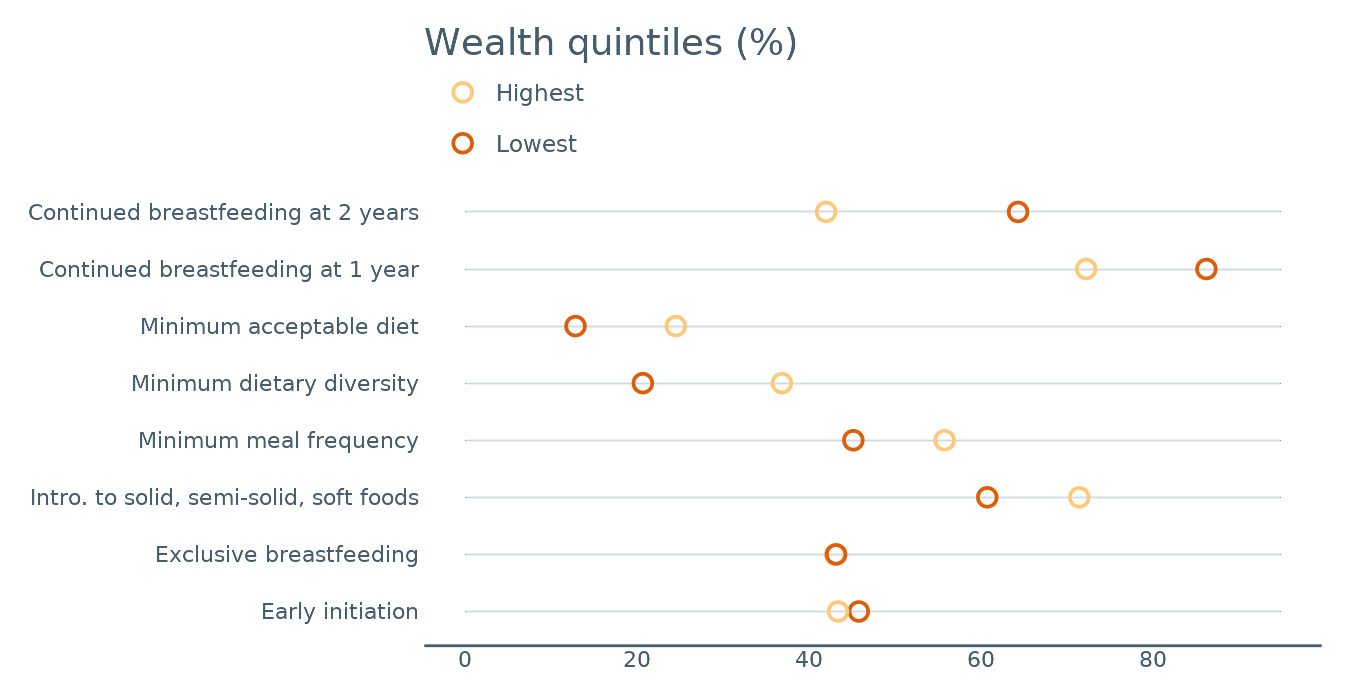 Wealth quintiles (%)
Highest
Lowest
Continued breastfeeding at 2 years
Continued breastfeeding at 1 year
Minimum acceptable diet
Minimum dietary diversity
Minimum meal frequency
Intro. to solid, semi-solid, soft foods
Exclusive breastfeeding
Early initiation
0 20 40 60 80